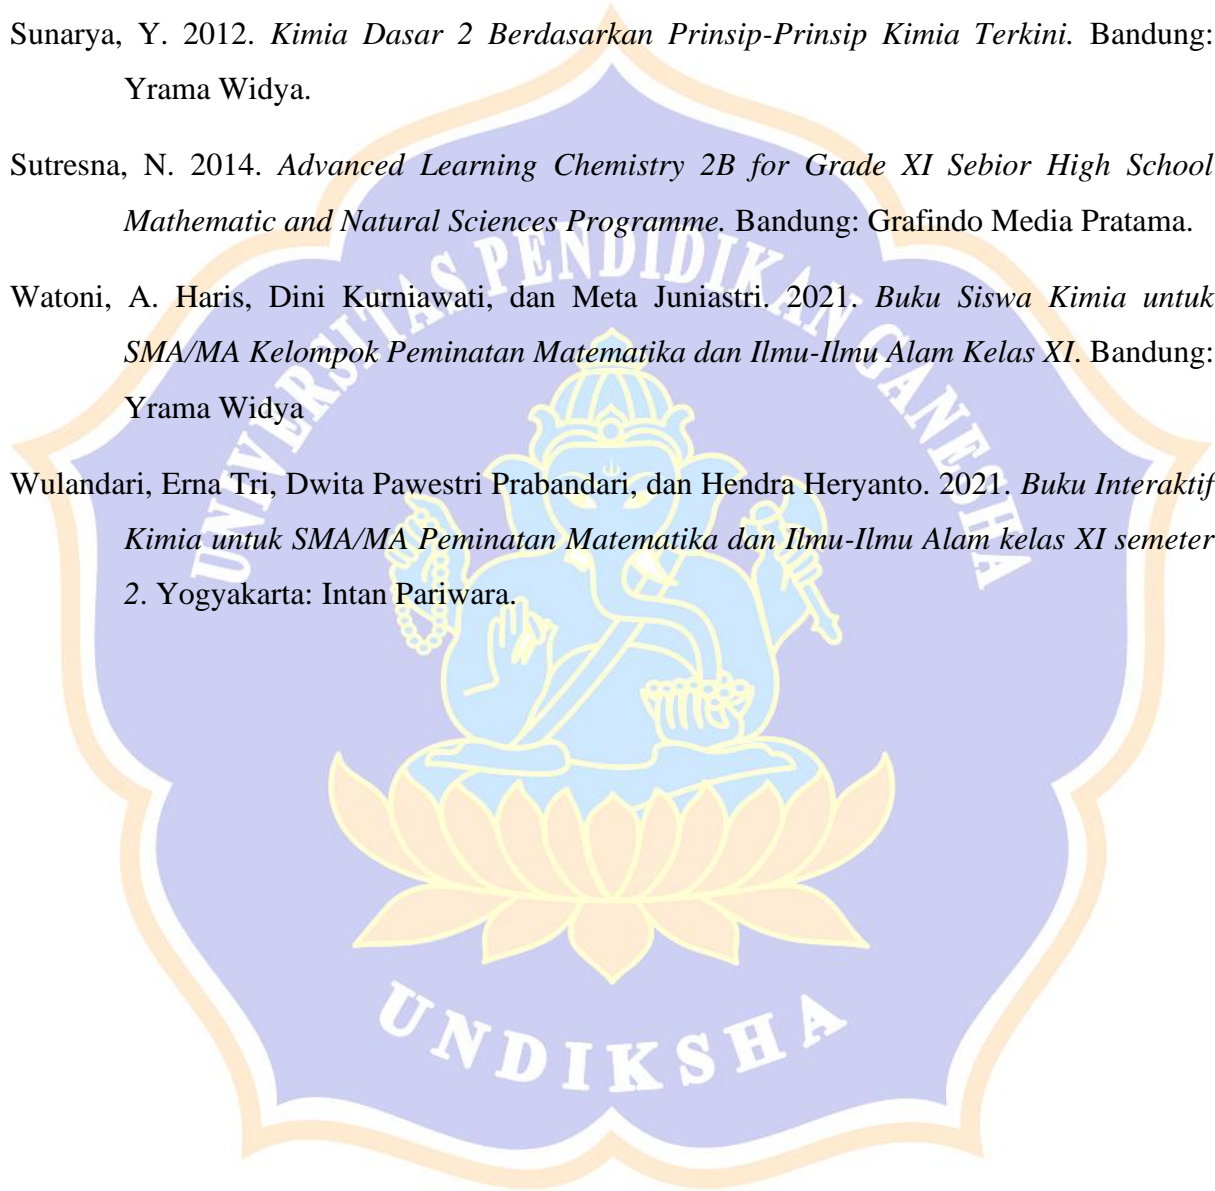 Sunarya, Y. 2012. Kimia Dasar 2 Berdasarkan Prinsip-Prinsip Kimia Terkini. Bandung:
Yrama Widya.
Sutresna, N. 2014. Advanced Learning Chemistry 2B for Grade XI Sebior High School
Mathematic and Natural Sciences Programme. Bandung: Grafindo Media Pratama.
Watoni, A. Haris, Dini Kurniawati, dan Meta Juniastri. 2021. Buku Siswa Kimia untuk
SMA/MA Kelompok Peminatan Matematika dan Ilmu-Ilmu Alam Kelas XI. Bandung:
Yrama Widya
Wulandari, Erna Tri, Dwita Pawestri Prabandari, dan Hendra Heryanto. 2021. Buku Interaktif
Kimia untuk SMA/MA Peminatan Matematika dan Ilmu-Ilmu Alam kelas XI semeter
2. Yogyakarta: Intan Pariwara.
UNIVERSITAS PENDIDIKAN GANESHA
UNDIKSHA